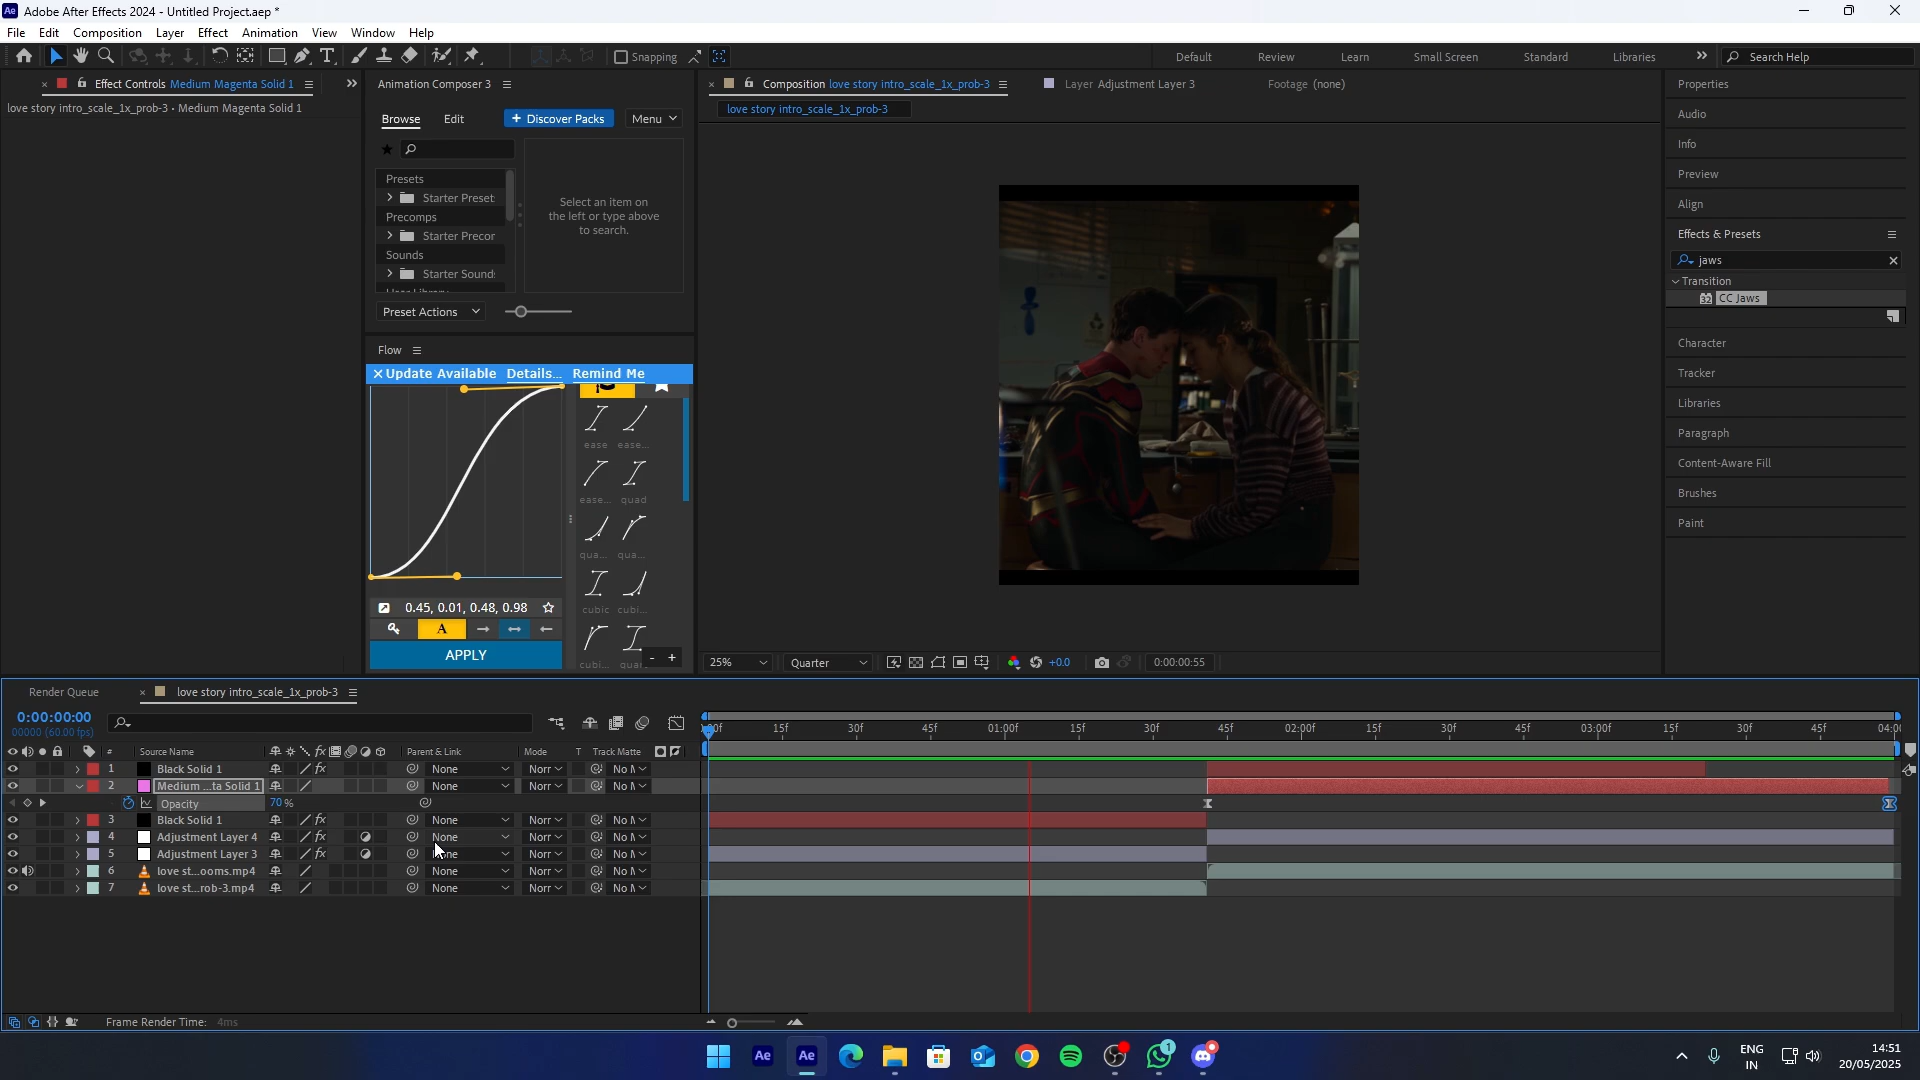 Adobe After Effects 2024 - Untitled Project.aep *
File Edit Composition Layer Effect Animation View Window Help
Snapping Default Review Learn Small Screen Standard Libraries Search Help
Effect Controls Medium Magenta Solid 1
love story intro_scale_1x_prob-3 • Medium Magenta Solid 1
Animation Composer 3
Browse Edit + Discover Packs Menu
Presets
Starter Preset
Precomps
Starter Precor
Sounds
Starter Sound
Select an item on
the left or type above
to search.
Preset Actions
Flow
Update Available Details... Remind Me
ease ease...
ease... quad
qua... qua...
cubic cubi...
cubi... qua
0.45, 0.01, 0.48, 0.98
A
APPLY
- +
Composition love story intro_scale_1x_prob-3 Layer Adjustment Layer 3 Footage (none)
love story intro_scale_1x_prob-3
25% Quarter +0.0 0:00:00:55
Properties
Audio
Info
Preview
Align
Effects & Presets
jaws
Transition
32 CC Jaws
Character
Tracker
Libraries
Paragraph
Content-Aware Fill
Brushes
Paint
Render Queue love story intro_scale_1x_prob-3
0:00:00:00
00000 (60.00 fps)
:00f 15f 30f 45f 01:00f 15f 30f 45f 02:00f 15f 30f 45f 03:00f 15f 30f 45f 04:00
# Source Name fx Parent & Link Mode T Track Matte
1 Black Solid 1 fx None Norr No M
2 Medium ...ta Solid 1 None Norr No M
Opacity 70 %
3 Black Solid 1 fx None Norr No M
4 Adjustment Layer 4 fx None Norr No M
5 Adjustment Layer 3 fx None Norr No M
6 love st...ooms.mp4 None Norr No M
7 love st...rob-3.mp4 None Norr No M
Frame Render Time: 4ms
Ae Ae 1
ENG
IN
14:51
20/05/2025